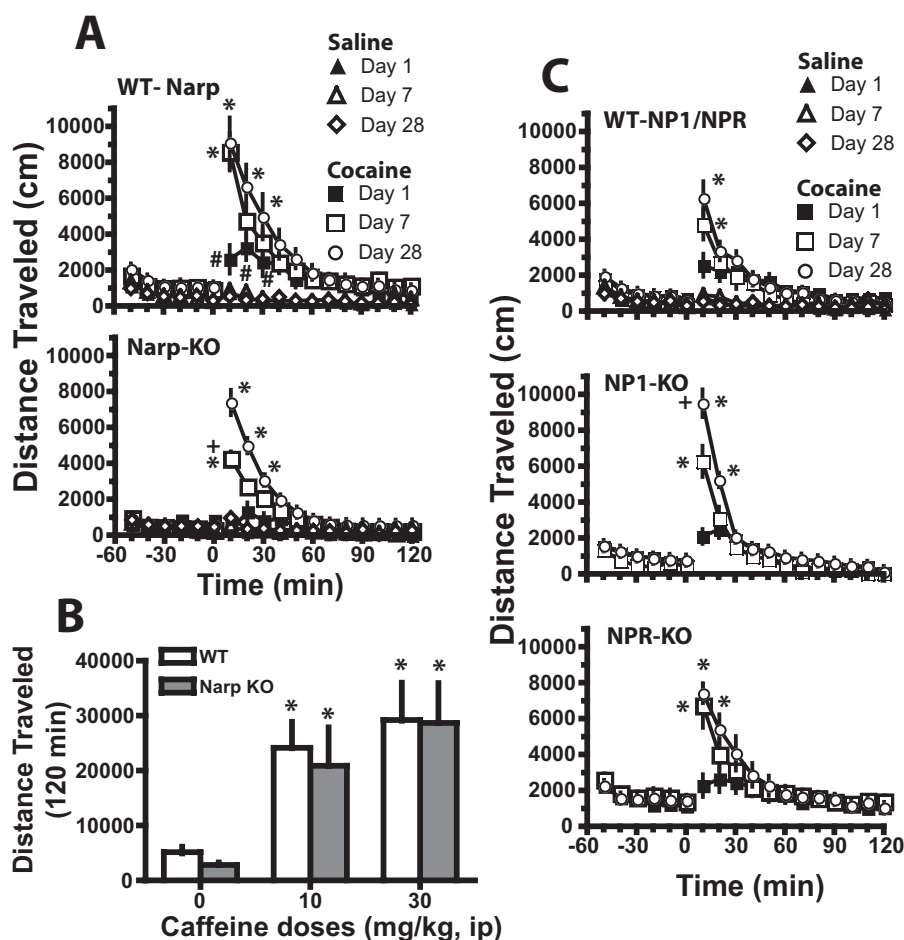 A
Saline
Day 1
Day 7
Day 28
WT- Narp
10000
8000
6000
4000
2000
0
*
*
*
*
#
#
#
Cocaine
Day 1
Day 7
Day 28
Narp-KO
8000
6000
4000
2000
0
*
+
*
*
*
-60
-30
0
30
60
90
120
Time (min)
Distance Traveled (cm)
B
40000
30000
20000
10000
0
WT
Narp KO
*
*
*
*
0
10
30
Distance Traveled
(120 min)
Caffeine doses (mg/kg, ip)
C
Saline
Day 1
Day 7
Day 28
WT-NP1/NPR
10000
8000
6000
4000
2000
0
*
*
Cocaine
Day 1
Day 7
Day 28
NP1-KO
10000
8000
6000
4000
2000
0
+
*
*
*
NPR-KO
8000
6000
4000
2000
0
*
*
*
-60
-30
0
30
60
90
120
Time (min)
Distance Traveled (cm)